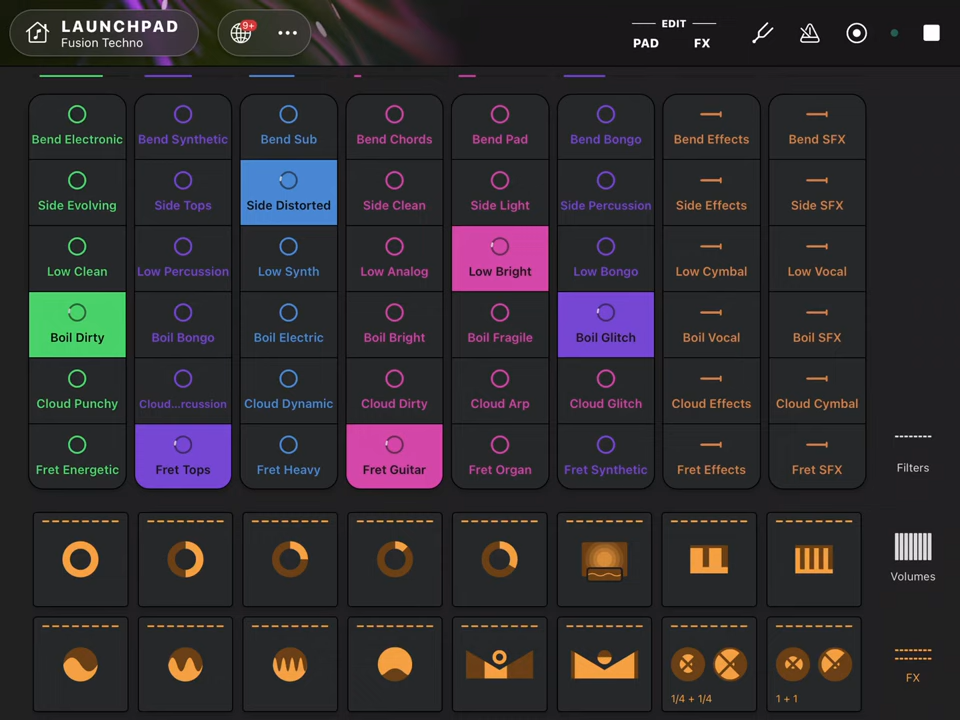 LAUNCHPAD
Fusion Techno
9+
EDIT
PAD FX
Bend Electronic Bend Synthetic Bend Sub Bend Chords Bend Pad Bend Bongo Bend Effects Bend SFX
Side Evolving Side Tops Side Distorted Side Clean Side Light Side Percussion Side Effects Side SFX
Low Clean Low Percussion Low Synth Low Analog Low Bright Low Bongo Low Cymbal Low Vocal
Boil Dirty Boil Bongo Boil Electric Boil Bright Boil Fragile Boil Glitch Boil Vocal Boil SFX
Cloud Punchy Cloud...rcussion Cloud Dynamic Cloud Dirty Cloud Arp Cloud Glitch Cloud Effects Cloud Cymbal
Fret Energetic Fret Tops Fret Heavy Fret Guitar Fret Organ Fret Synthetic Fret Effects Fret SFX
Filters
Volumes
FX
1/4 + 1/4 1 + 1